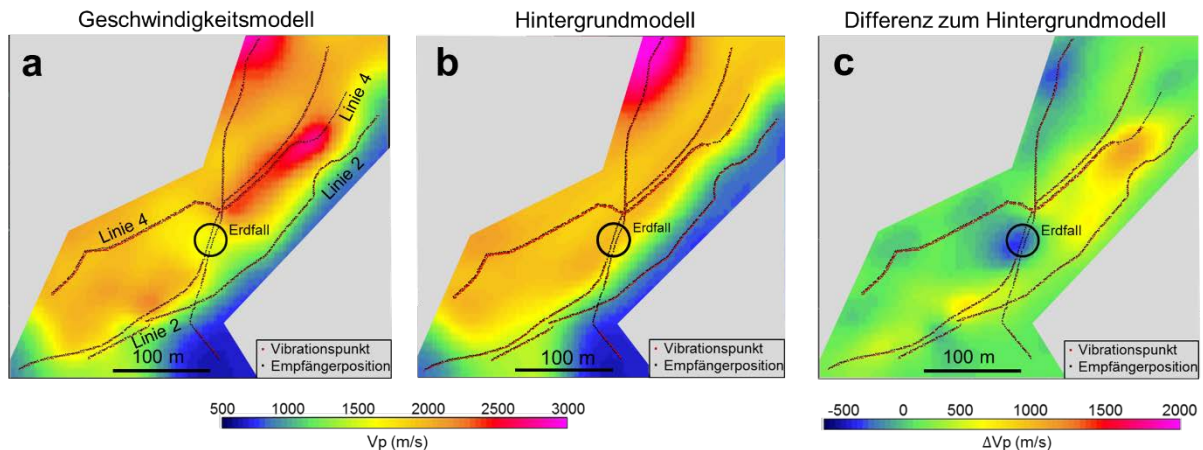 Geschwindigkeitsmodell
a
Linie 4
Linie 4
Linie 2
Linie 2
Erdfall
100 m
Vibrationspunkt
Empfängerposition
Hintergrundmodell
b
Erdfall
100 m
Vibrationspunkt
Empfängerposition
Differenz zum Hintergrundmodell
c
Erdfall
100 m
Vibrationspunkt
Empfängerposition
500 1000 1500 2000 2500 3000
Vp (m/s)
-500 0 500 1000 1500 2000
ΔVp (m/s)